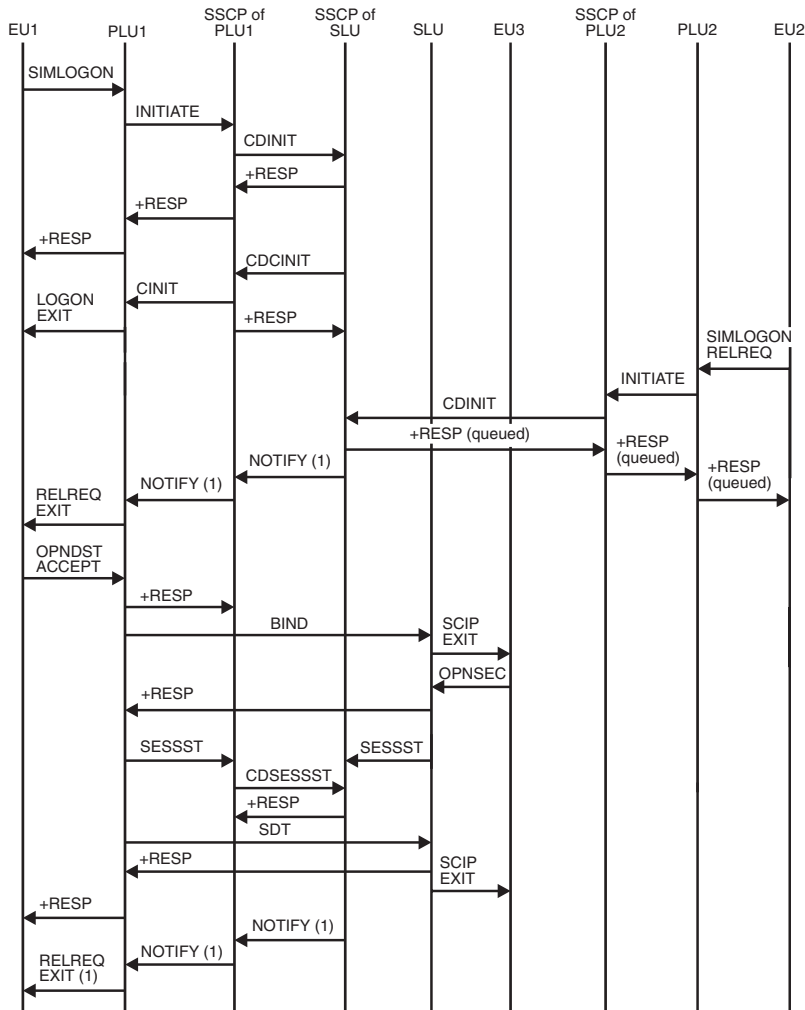 EU1
PLU1
SSCP of
PLU1
SSCP of
SLU
SLU
EU3
SSCP of
PLU2
PLU2
EU2
SIMLOGON
INITIATE
CDINIT
+RESP
+RESP
+RESP
CDCINIT
CINIT
LOGON
EXIT
+RESP
SIMLOGON
RELREQ
INITIATE
CDINIT
+RESP (queued)
+RESP
(queued)
+RESP
(queued)
NOTIFY (1)
NOTIFY (1)
RELREQ
EXIT
OPNDST
ACCEPT
+RESP
BIND
SCIP
EXIT
OPNSEC
+RESP
SESSST
SESSST
CDSESSST
+RESP
SDT
+RESP
SCIP
EXIT
+RESP
NOTIFY (1)
NOTIFY (1)
RELREQ
EXIT (1)